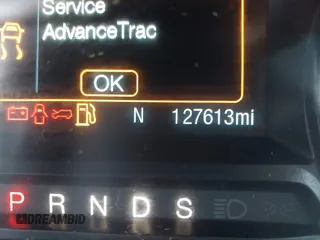 Service
AdvanceTrac
OK
N 127613mi
P R N D S
DREAMBID